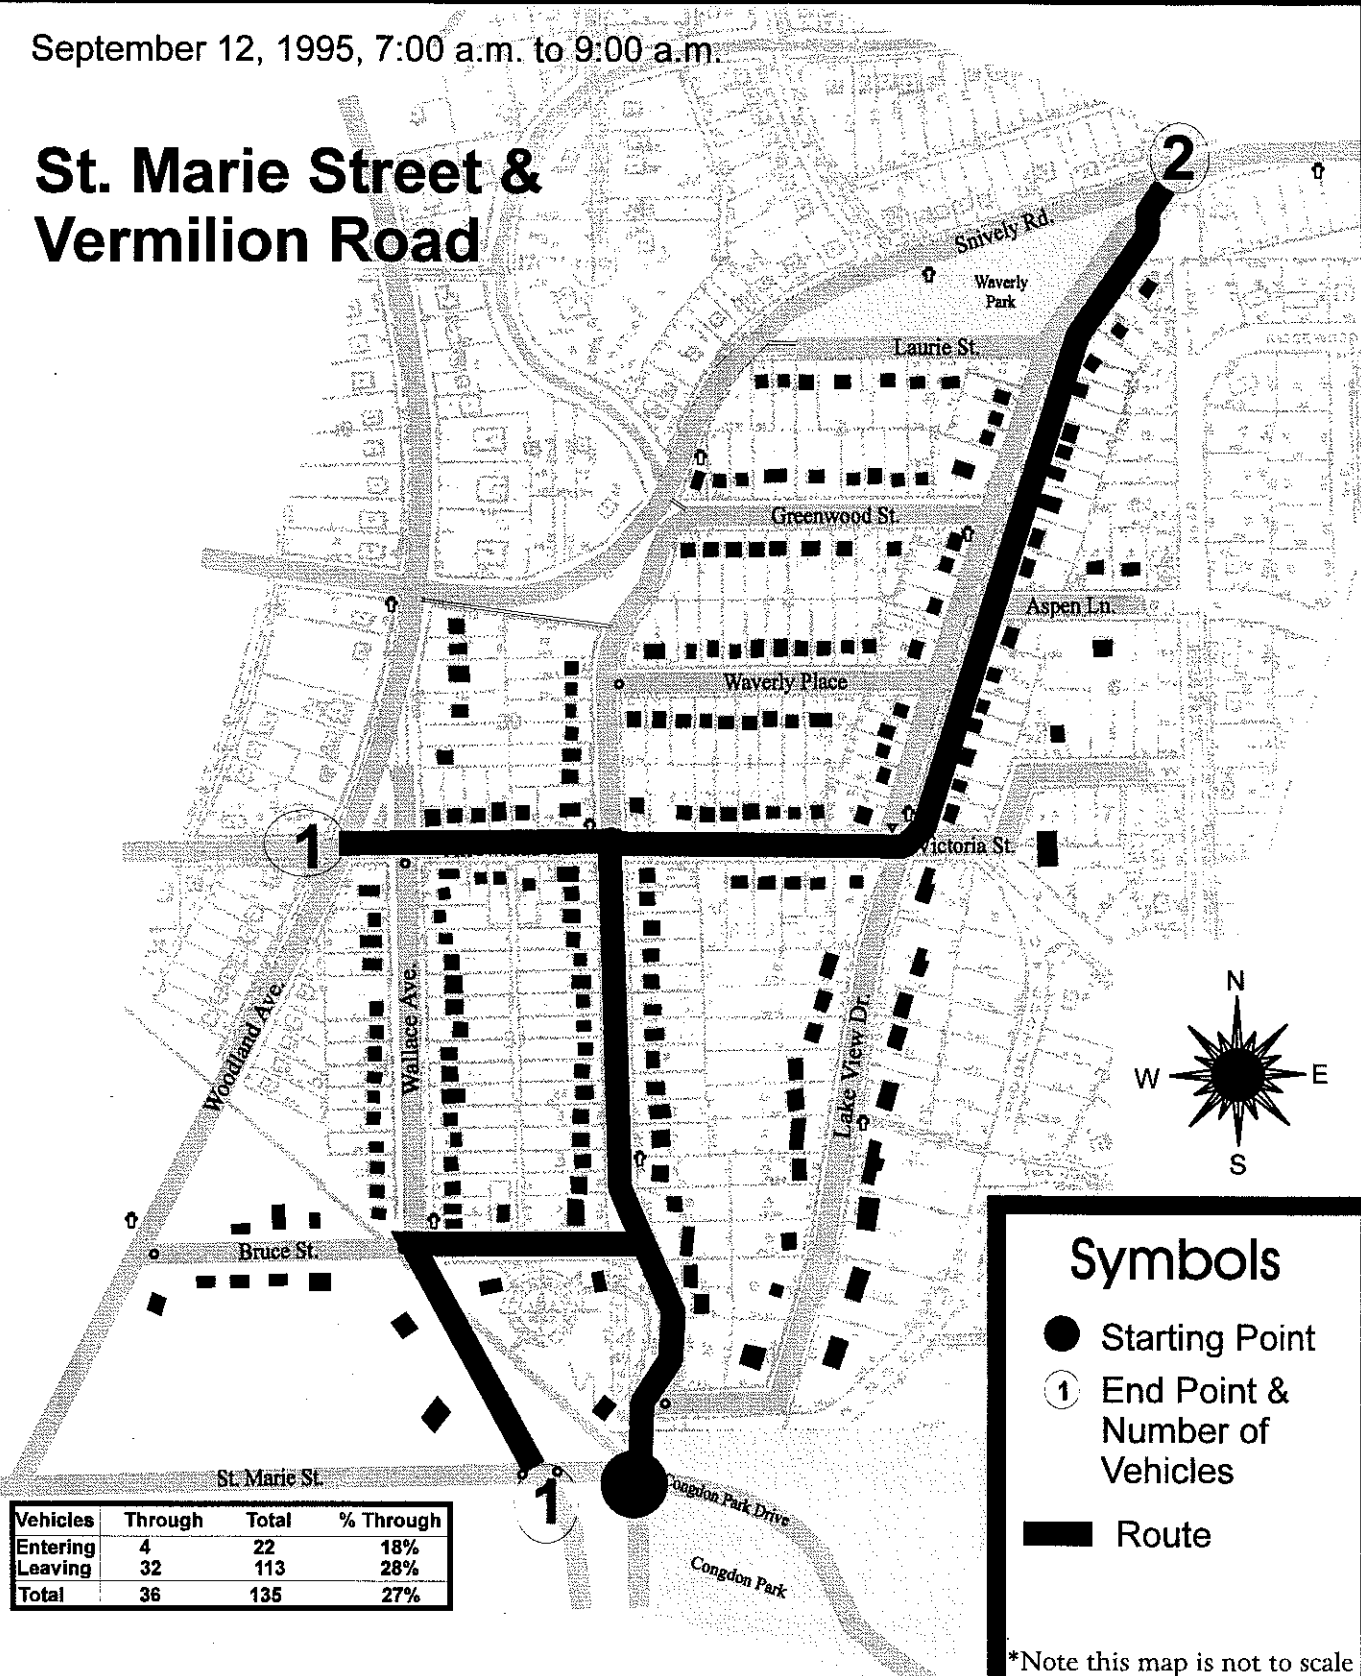 September 12, 1995, 7:00 a.m. to 9:00 a.m.
St. Marie Street &
Vermilion Road
2
Snively Rd.
Waverly
Park
Laurie St.
Greenwood St.
Aspen Ln.
Waverly Place
1
Victoria St.
Woodland Ave.
Wallace Ave.
Lake View Dr.
N
W E
S
Bruce St.
St. Marie St.
1
Congdon Park Drive
Congdon Park
Vehicles Through Total % Through
Entering 4 22 18%
Leaving 32 113 28%
Total 36 135 27%
Symbols
Starting Point
1 End Point &
Number of
Vehicles
Route
*Note this map is not to scale